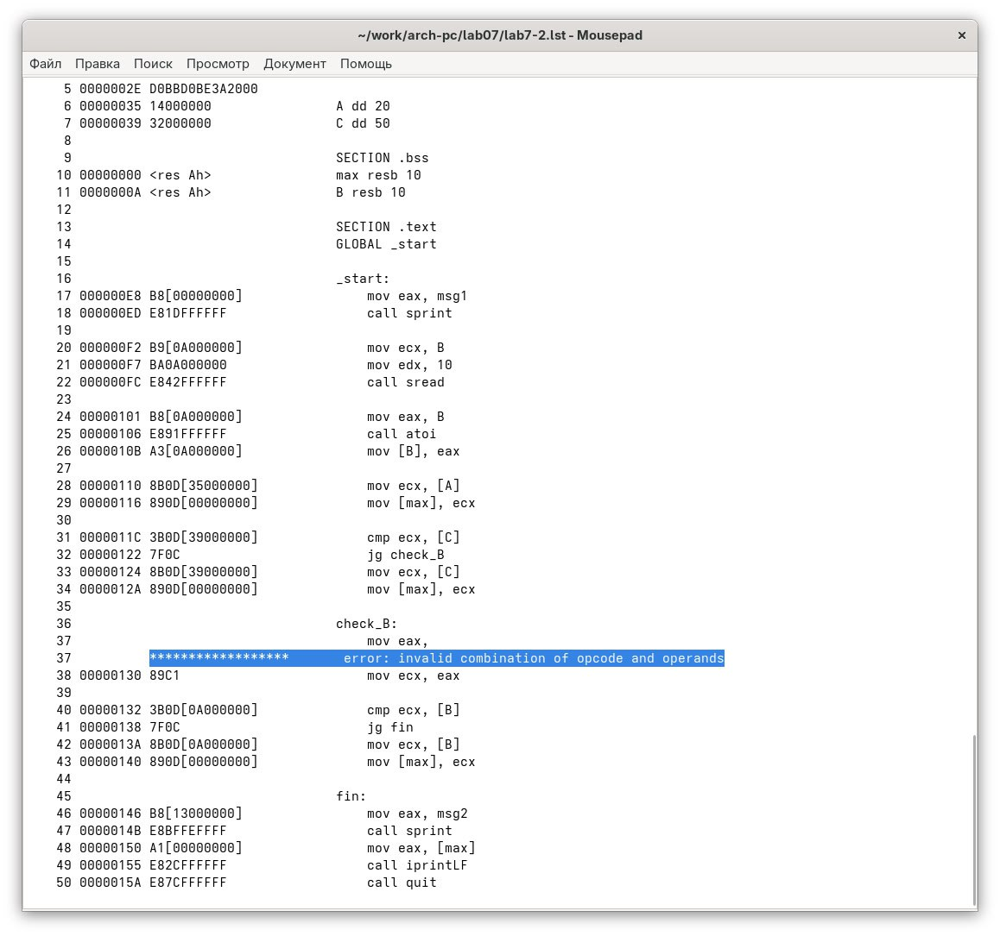 ~/work/arch-pc/lab07/lab7-2.lst - Mousepad
×
Файл Правка Поиск Просмотр Документ Помощь
5 0000002E D0BBD0BE3A2000
6 00000035 14000000 A dd 20
7 00000039 32000000 C dd 50
8
9 SECTION .bss
10 00000000 <res Ah> max resb 10
11 0000000A <res Ah> B resb 10
12
13 SECTION .text
14 GLOBAL _start
15
16 _start:
17 000000E8 B8[00000000] mov eax, msg1
18 000000ED E81DFFFFFF call sprint
19
20 000000F2 B9[0A000000] mov ecx, B
21 000000F7 BA0A000000 mov edx, 10
22 000000FC E842FFFFFF call sread
23
24 00000101 B8[0A000000] mov eax, B
25 00000106 E891FFFFFF call atoi
26 0000010B A3[0A000000] mov [B], eax
27
28 00000110 8B0D[35000000] mov ecx, [A]
29 00000116 890D[00000000] mov [max], ecx
30
31 0000011C 3B0D[39000000] cmp ecx, [C]
32 00000122 7F0C jg check_B
33 00000124 8B0D[39000000] mov ecx, [C]
34 0000012A 890D[00000000] mov [max], ecx
35
36 check_B:
37 mov eax,
37 ****************** error: invalid combination of opcode and operands
38 00000130 89C1 mov ecx, eax
39
40 00000132 3B0D[0A000000] cmp ecx, [B]
41 00000138 7F0C jg fin
42 0000013A 8B0D[0A000000] mov ecx, [B]
43 00000140 890D[00000000] mov [max], ecx
44
45 fin:
46 00000146 B8[13000000] mov eax, msg2
47 0000014B E8BFFEFFFF call sprint
48 00000150 A1[00000000] mov eax, [max]
49 00000155 E82CFFFFFF call iprintLF
50 0000015A E87CFFFFFF call quit